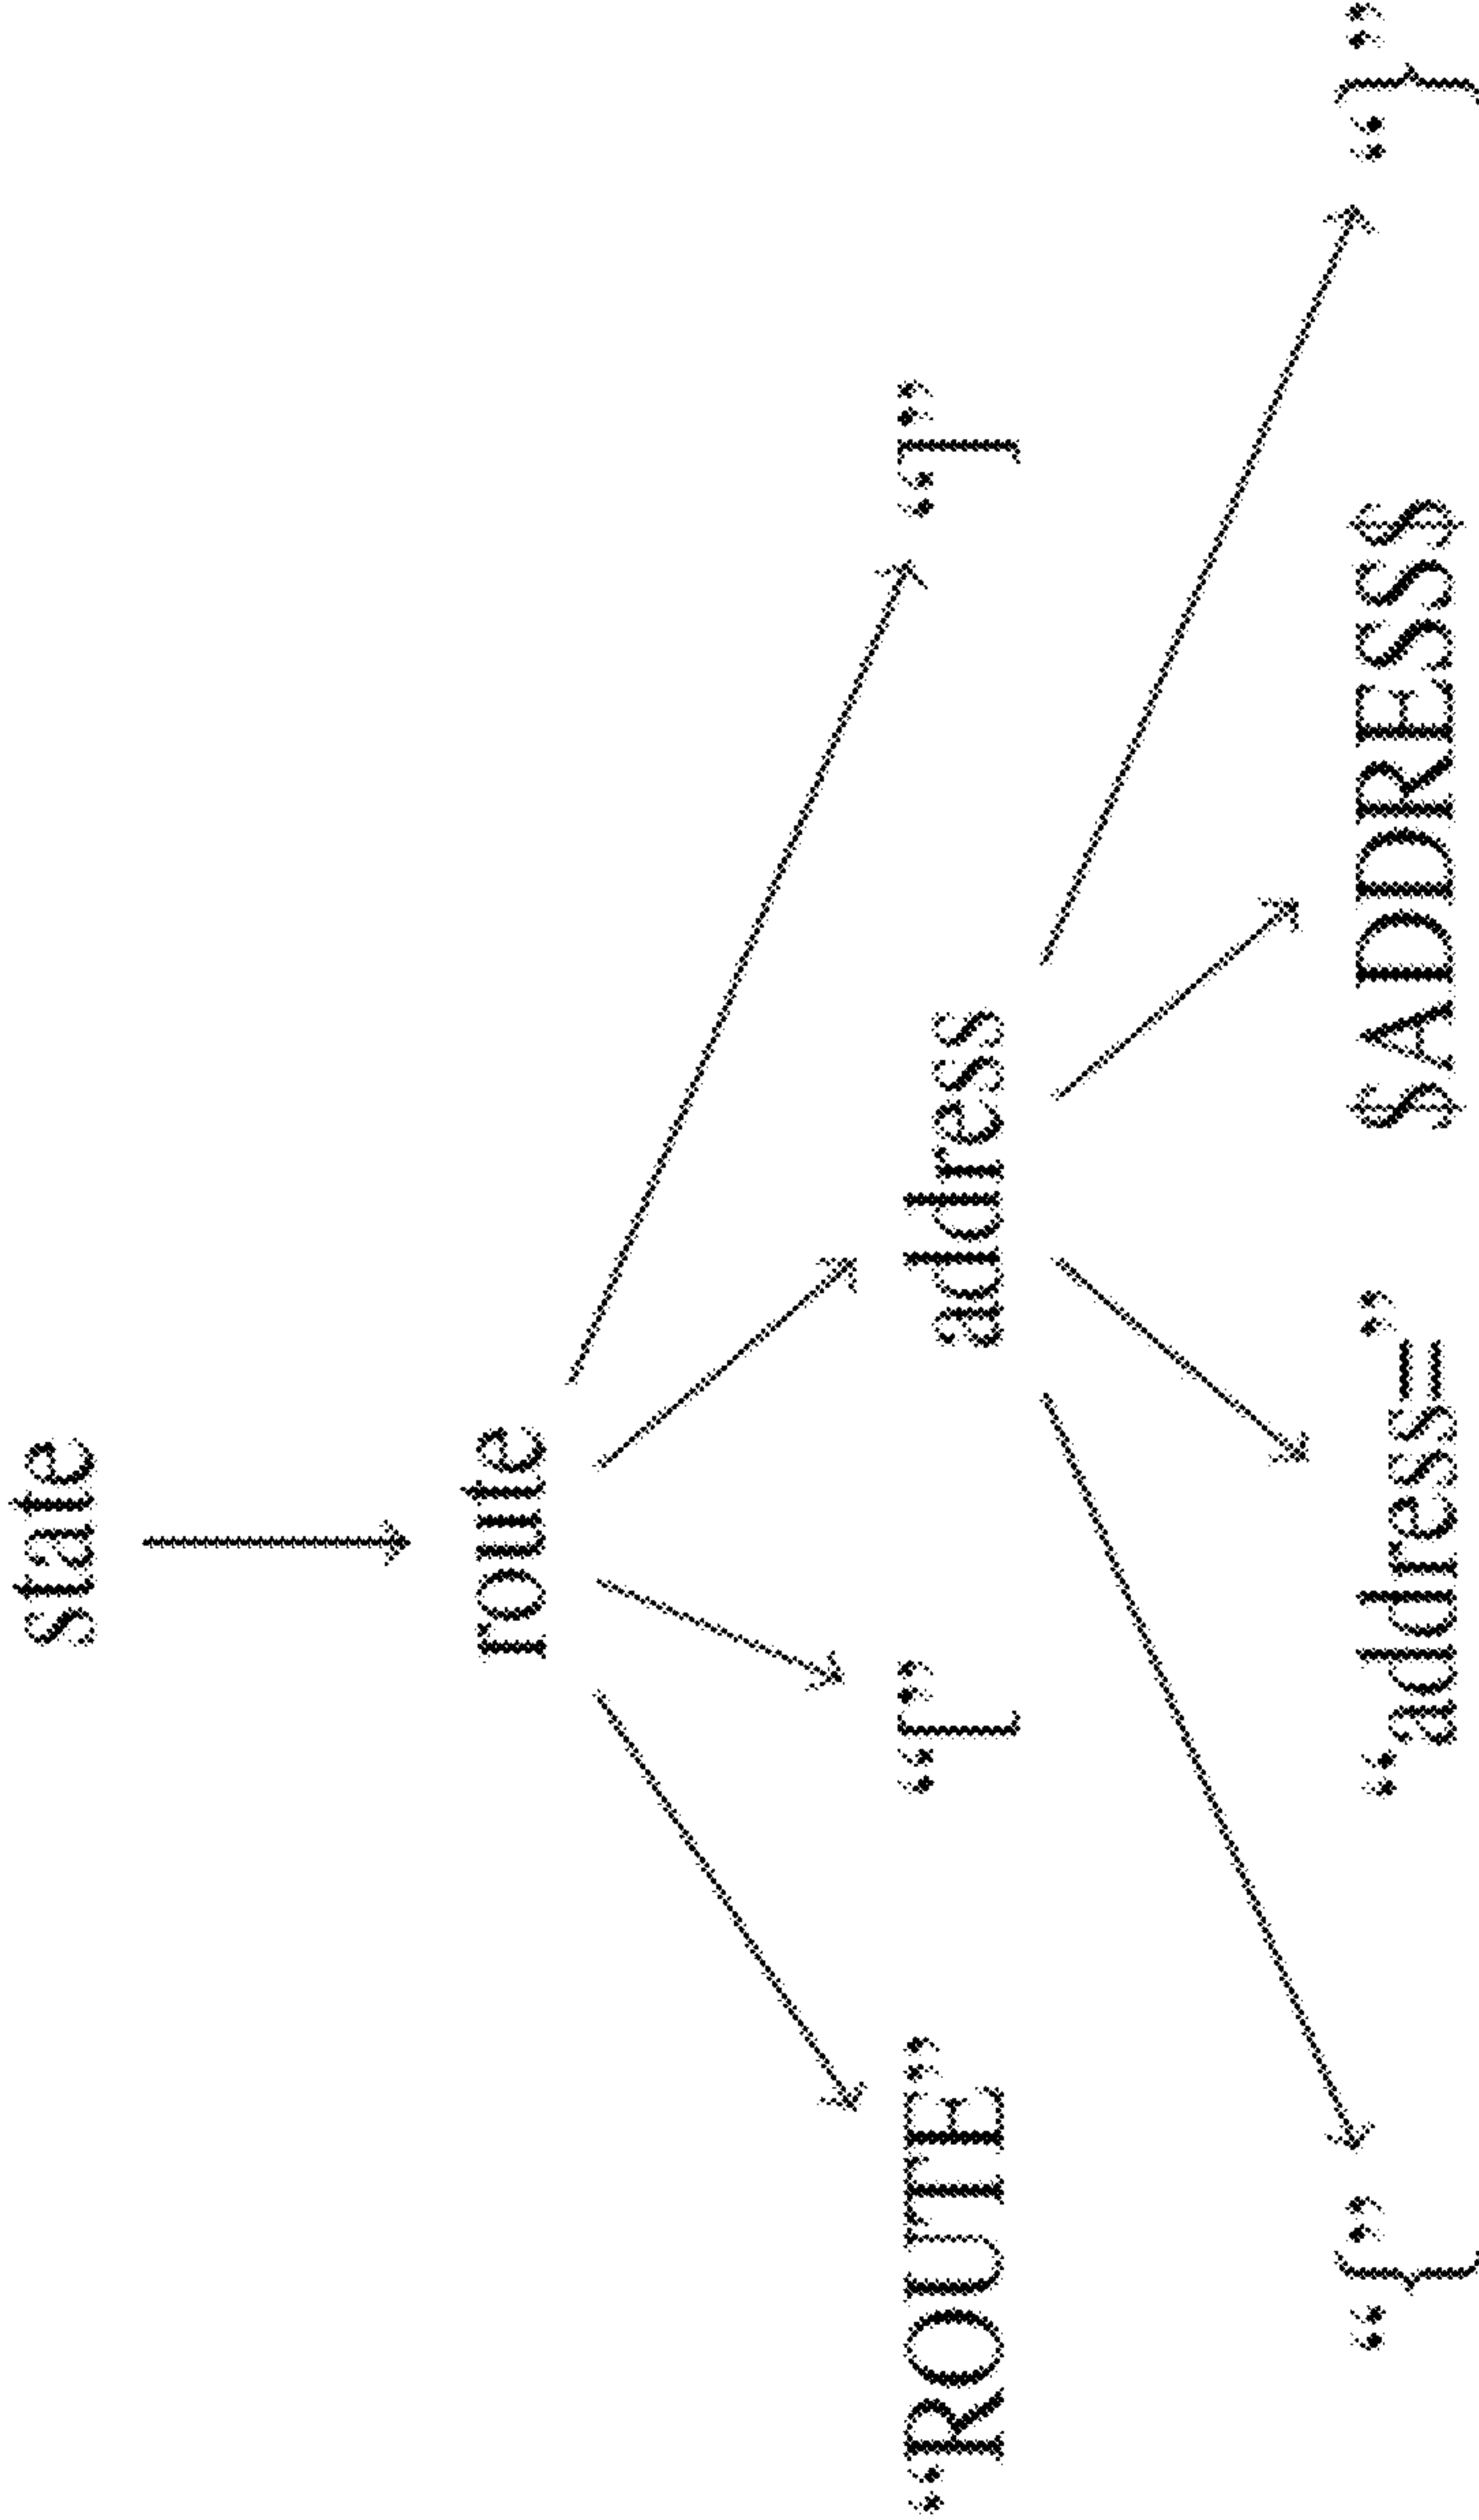 state
route
“ROUTE” “[” address “]”
“{” “address=” $ADDRESS$ “}”